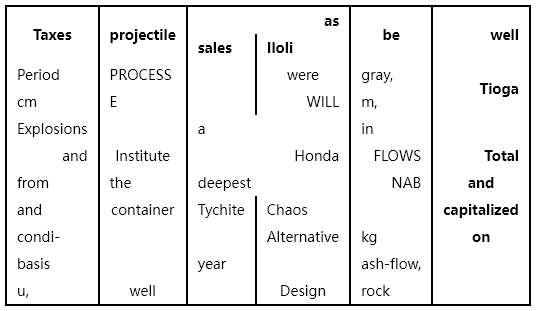 as
Taxes projectile be well
sales Iloli
Period PROCESS were gray,
Tioga
cm E WILL m,
Explosions a in
and Institute Honda FLOWS Total
from the deepest NAB and
and container Tychite Chaos capitalized
condi- Alternative kg on
basis year ash-flow,
u, well Design rock